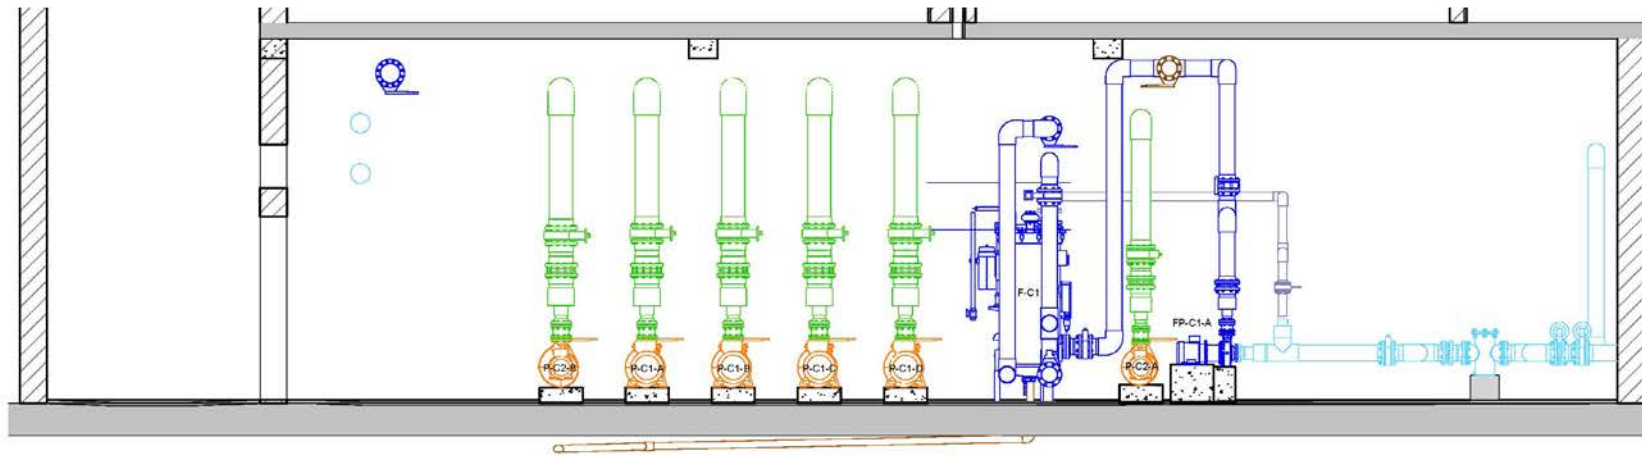 F-C1
FP-C1-A
P-C2-B
P-C1-A
P-C1-B
P-C1-C
P-C1-D
P-C2-A